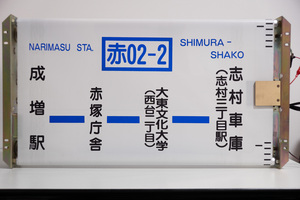 NARIMASU STA.
赤02-2
SHIMURA-
SHAKO
成増駅
赤塚庁舎
大東文化大学
(西台二丁目)
志村車庫
(志村三丁目駅)